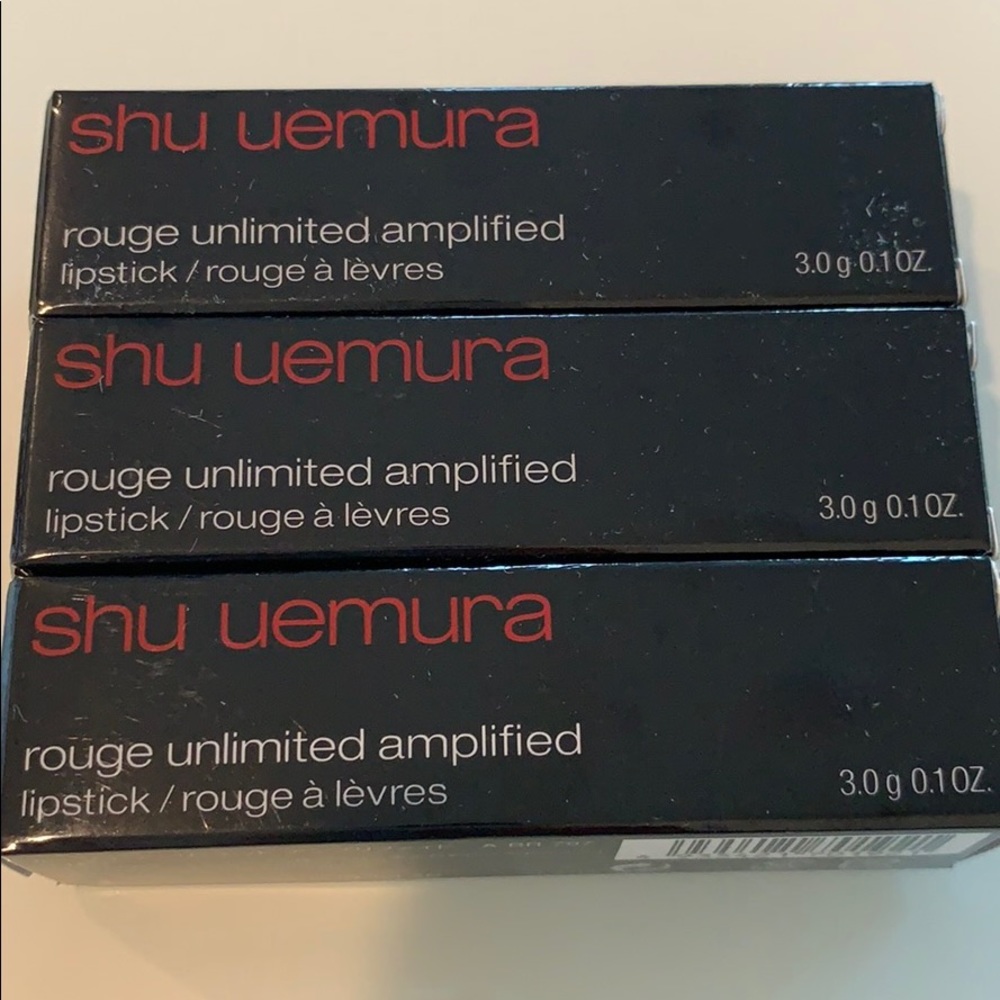 shu uemura
rouge unlimited amplified
lipstick / rouge à lèvres
3.0 g 0.1 OZ.
shu uemura
rouge unlimited amplified
lipstick / rouge à lèvres
3.0 g 0.1 OZ.
shu uemura
rouge unlimited amplified
lipstick / rouge à lèvres
3.0 g 0.1 OZ.